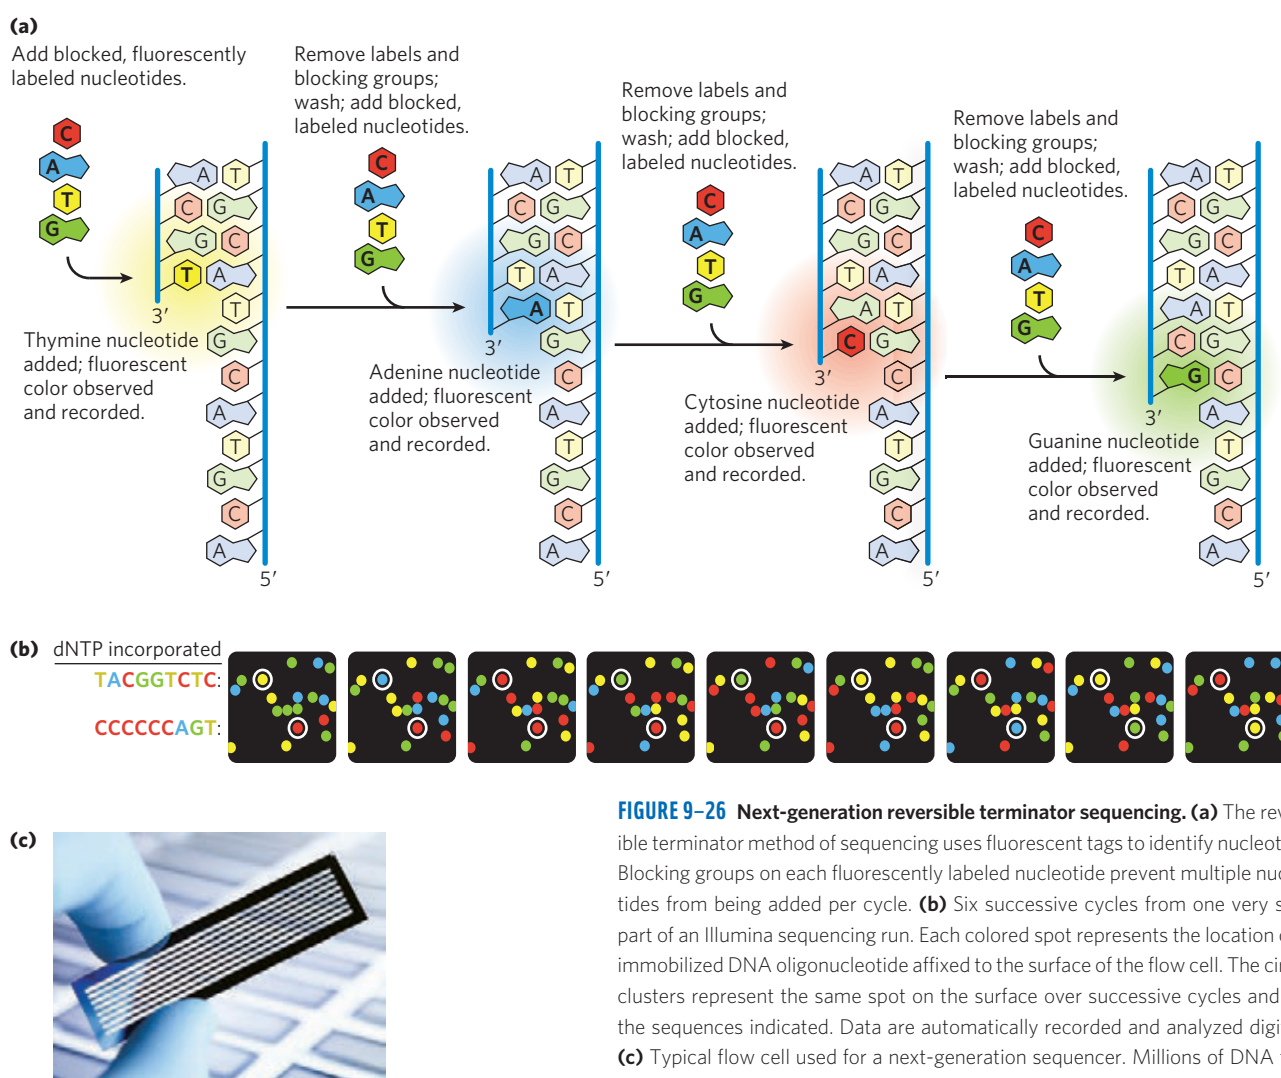 (a)
Add blocked, fluorescently
labeled nucleotides.
C
A
T
G
A T
C G
G C
T A
T
G
C
A
T
G
C
A
3′
5′
Thymine nucleotide
added; fluorescent
color observed
and recorded.
Remove labels and
blocking groups;
wash; add blocked,
labeled nucleotides.
C
A
T
G
A T
C G
G C
T A
A T
G
C
A
T
G
C
A
3′
5′
Adenine nucleotide
added; fluorescent
color observed
and recorded.
Remove labels and
blocking groups;
wash; add blocked,
labeled nucleotides.
C
A
T
G
A T
C G
G C
T A
A T
C G
C
A
T
G
C
A
3′
5′
Cytosine nucleotide
added; fluorescent
color observed
and recorded.
Remove labels and
blocking groups;
wash; add blocked,
labeled nucleotides.
C
A
T
G
A T
C G
G C
T A
A T
C G
G C
A
T
G
C
A
3′
5′
Guanine nucleotide
added; fluorescent
color observed
and recorded.
(b) dNTP incorporated
TACGGTCTC:
CCCCCCAGT:
(c)
FIGURE 9–26 Next-generation reversible terminator sequencing. (a) The rev
ible terminator method of sequencing uses fluorescent tags to identify nucleot
Blocking groups on each fluorescently labeled nucleotide prevent multiple nuc
tides from being added per cycle. (b) Six successive cycles from one very s
part of an Illumina sequencing run. Each colored spot represents the location
immobilized DNA oligonucleotide affixed to the surface of the flow cell. The cir
clusters represent the same spot on the surface over successive cycles and
the sequences indicated. Data are automatically recorded and analyzed digi
(c) Typical flow cell used for a next-generation sequencer. Millions of DNA